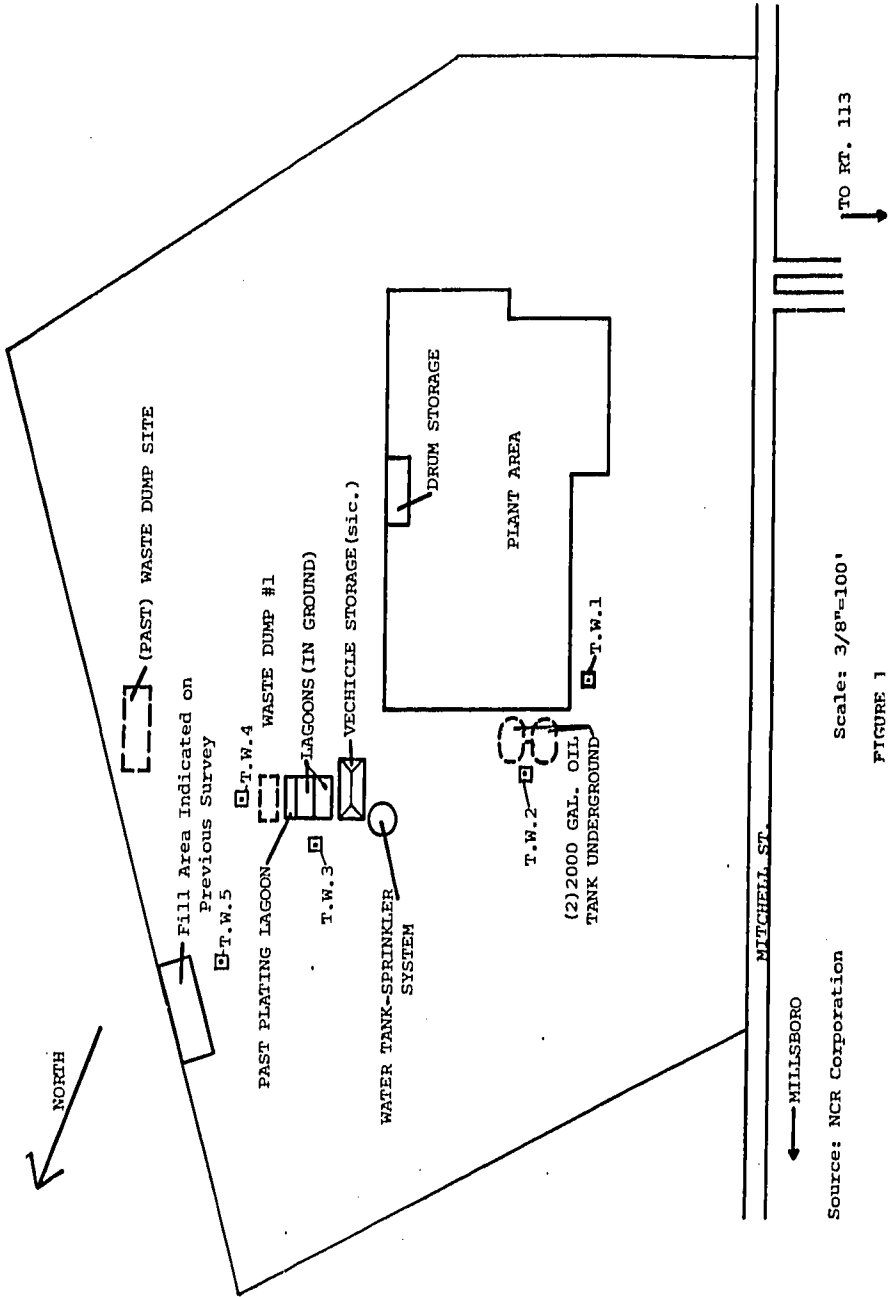 NORTH
Fill Area Indicated on
Previous Survey
(PAST) WASTE DUMP SITE
T.W.5
T.W.4
WASTE DUMP #1
PAST PLATING LAGOON
LAGOONS(IN GROUND)
T.W.3
VECHICLE STORAGE(sic.)
WATER TANK-SPRINKLER
SYSTEM
DRUM STORAGE
PLANT AREA
T.W.2
T.W.1
(2)2000 GAL. OIL
TANK UNDERGROUND
MITCHELL ST.
MILLSBORO
TO RT. 113
Source: NCR Corporation
Scale: 3/8"=100'
FIGURE 1